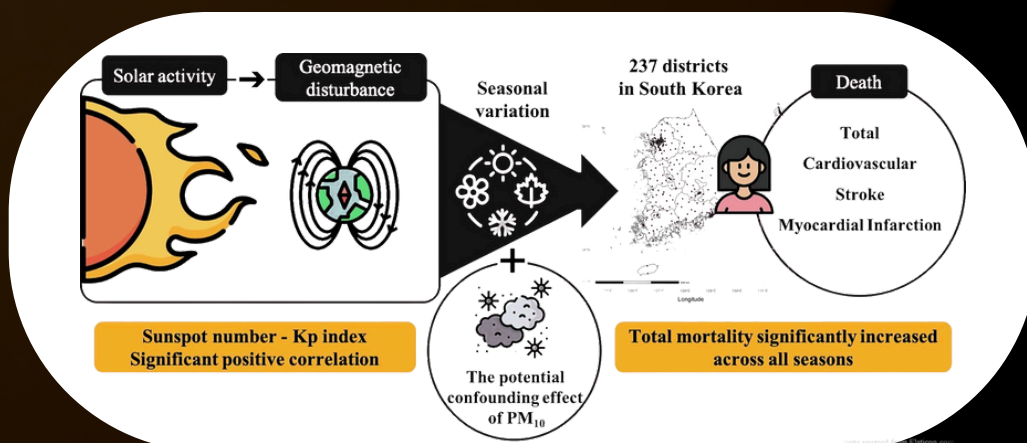 Solar activity
Geomagnetic
disturbance
Seasonal
variation
237 districts
in South Korea
Death
Total
Cardiovascular
Stroke
Myocardial Infarction
Longitude
Sunspot number - Kp index
Significant positive correlation
The potential
confounding effect
of PM₁₀
Total mortality significantly increased
across all seasons